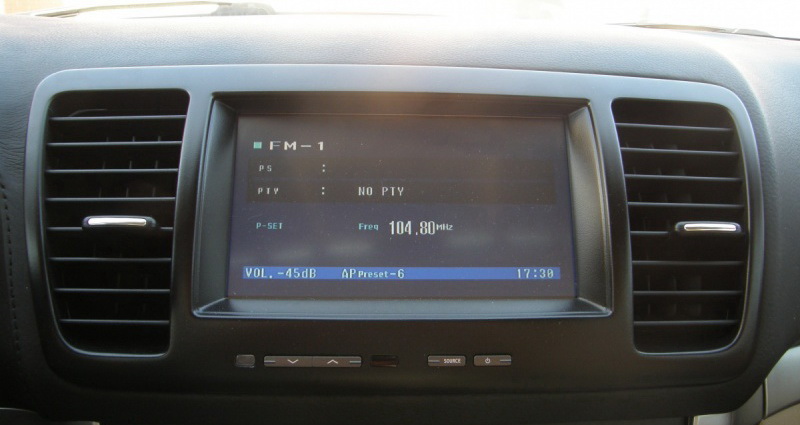 FM-1
PS :
PTY : NO PTY
P-SET Freq 104.80MHz
VOL.-45dB AP Preset-6 17:30
SOURCE